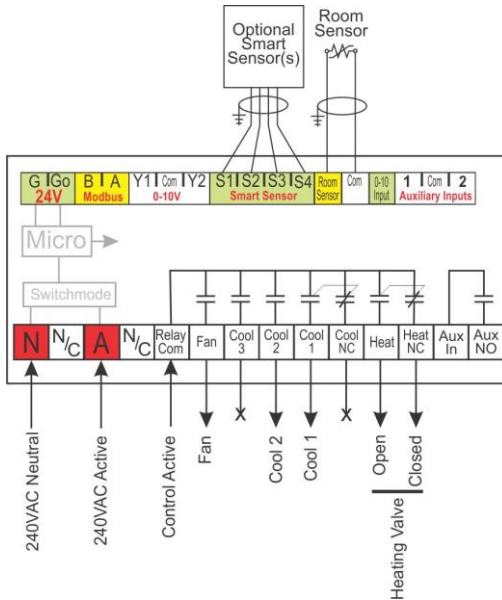 Optional
Smart
Sensor(s)
Room
Sensor
G Go
24V
B A
Modbus
Y1 Com Y2
0-10V
S1 S2 S3 S4
Smart Sensor
Room
Sensor
Com
0-10
Input
1 Com 2
Auxiliary Inputs
Micro
Switchmode
N
N/C
A
N/C
Relay
Com
Fan
Cool
3
Cool
2
Cool
1
Cool
NC
Heat
Heat
NC
Aux
In
Aux
NO
240VAC Neutral
240VAC Active
Control Active
Fan
X
Cool 2
Cool 1
X
Open
Closed
Heating Valve